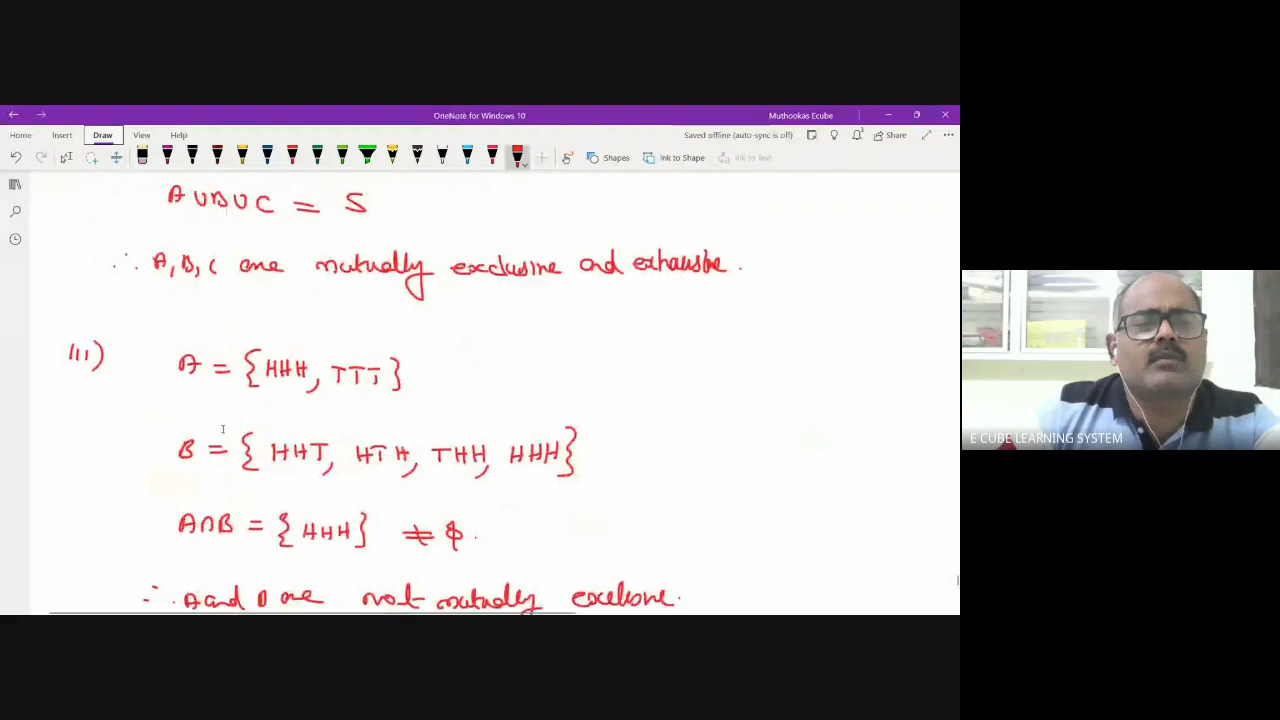 OneNote for Windows 10
Muthookas Ecube
Home Insert Draw View Help
Saved offline (auto-sync is off)
Share
Shapes
Ink to Shape
Ink to Text
A ∪ B ∪ C = S
∴ A, B, C are mutually exclusive and exhaustive.
iii)
A = {HHH, TTT}
B = {HHT, HTH, THH, HHH}
A∩B = {HHH} ≠ ϕ.
∴ A and B are not mutually exclusive.
E CUBE LEARNING SYSTEM